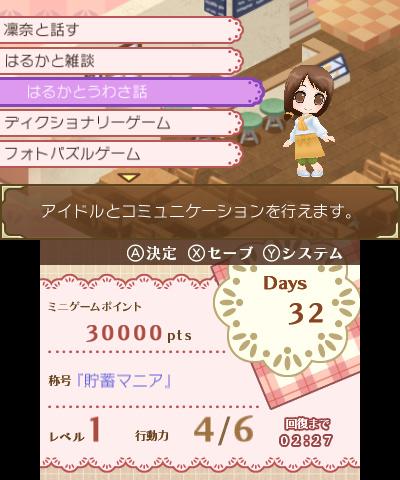 凜奈と話す
はるかと雑談
はるかとうわさ話
ディクショナリーゲーム
フォトパズルゲーム
アイドルとコミュニケーションを行えます。
Ⓐ決定 Ⓧセーブ Ⓨシステム
Days
32
ミニゲームポイント
30000pts
称号『貯蓄マニア』
レベル1 行動力 4/6
回復まで
02:27